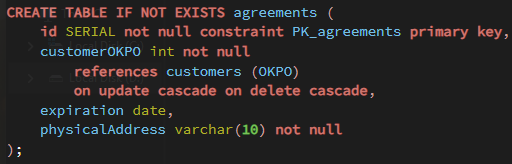 CREATE TABLE IF NOT EXISTS agreements (
    id SERIAL not null constraint PK_agreements primary key,
    customerOKPO int not null
        references customers (OKPO)
        on update cascade on delete cascade,
    expiration date,
    physicalAddress varchar(10) not null
);